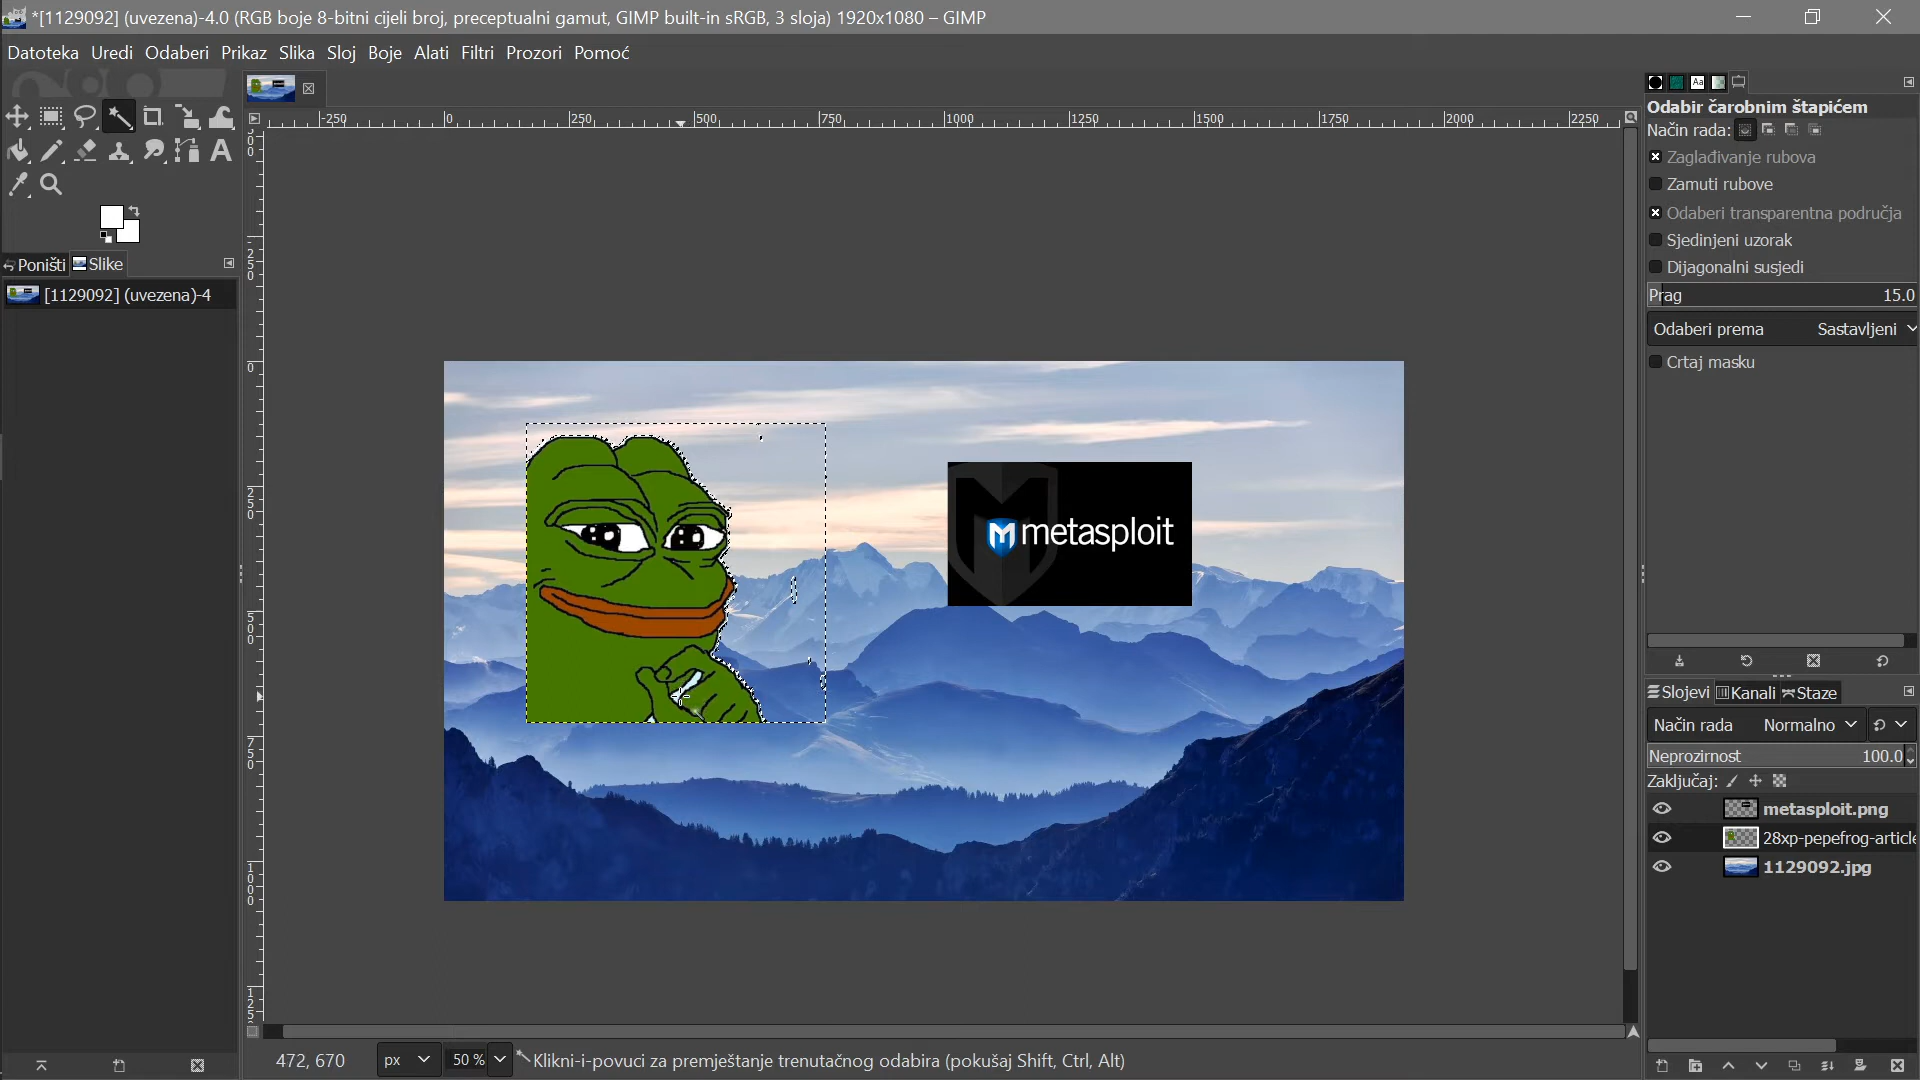 *[1129092] (uvezena)-4.0 (RGB boje 8-bitni cijeli broj, preceptualni gamut, GIMP built-in sRGB, 3 sloja) 1920x1080 – GIMP
Datoteka Uredi Odaberi Prikaz Slika Sloj Boje Alati Filtri Prozori Pomoć
-250 0 250 500 750 1000 1250 1500 1750 2000 2250
Poništi Slike
[1129092] (uvezena)-4
0
250
500
750
1000
metasploit
Odabir čarobnim štapićem
Način rada:
Zaglađivanje rubova
Zamuti rubove
Odaberi transparentna područja
Sjedinjeni uzorak
Dijagonalni susjedi
Prag 15.0
Odaberi prema Sastavljeni
Crtaj masku
Slojevi Kanali Staze
Način rada Normalno
Neprozirnost 100.0
Zaključaj:
metasploit.png
28xp-pepefrog-article
1129092.jpg
472, 670 px 50 % Klikni-i-povuci za premještanje trenutačnog odabira (pokušaj Shift, Ctrl, Alt)